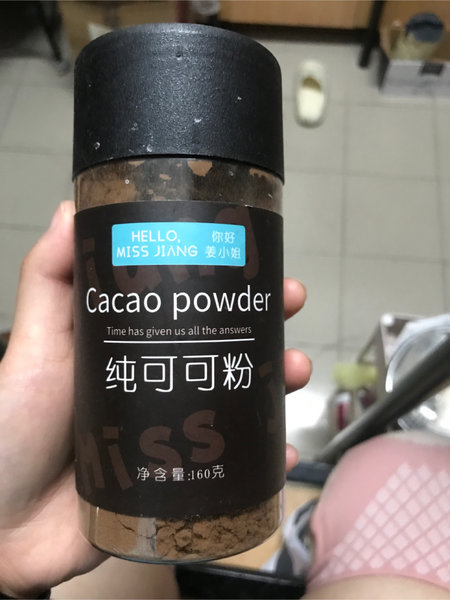 HELLO, 你好
MISS JIANG 姜小姐
Cacao powder
Time has given us all the answers
纯可可粉
Miss J
净含量:160克